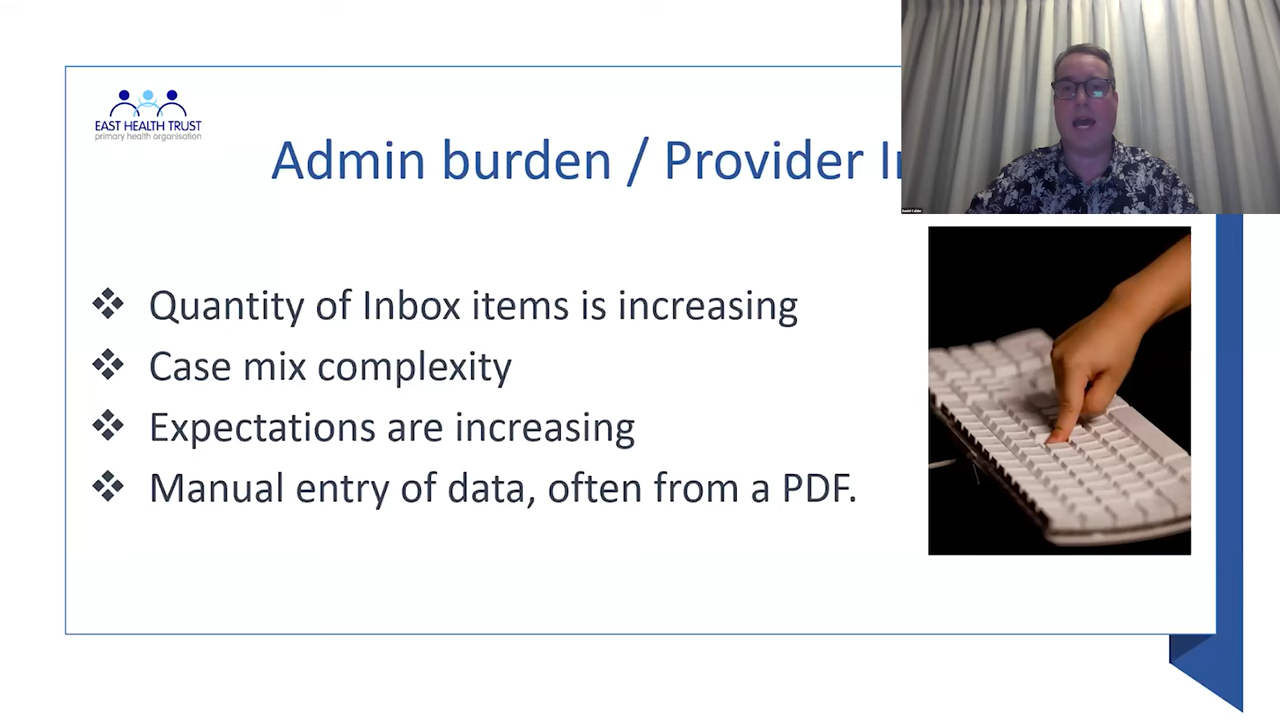 EAST HEALTH TRUST
primary health organisation
Admin burden / Provider
Quantity of Inbox items is increasing
Case mix complexity
Expectations are increasing
Manual entry of data, often from a PDF.